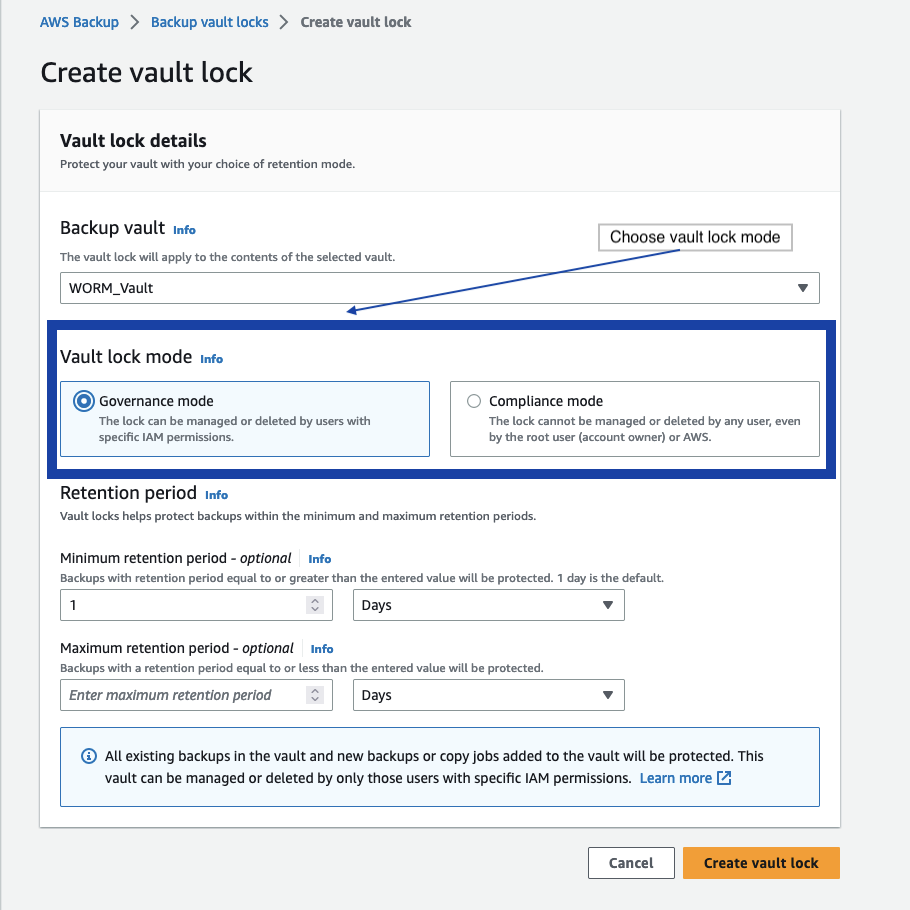 AWS Backup > Backup vault locks > Create vault lock
Create vault lock
Vault lock details
Protect your vault with your choice of retention mode.
Backup vault Info
Choose vault lock mode
The vault lock will apply to the contents of the selected vault.
WORM_Vault
Vault lock mode Info
Governance mode
The lock can be managed or deleted by users with
specific IAM permissions.
Compliance mode
The lock cannot be managed or deleted by any user, even
by the root user (account owner) or AWS.
Retention period Info
Vault locks helps protect backups within the minimum and maximum retention periods.
Minimum retention period - optional Info
Backups with retention period equal to or greater than the entered value will be protected. 1 day is the default.
1 Days
Maximum retention period - optional Info
Backups with a retention period equal to or less than the entered value will be protected.
Enter maximum retention period Days
All existing backups in the vault and new backups or copy jobs added to the vault will be protected. This
vault can be managed or deleted by only those users with specific IAM permissions. Learn more
Cancel Create vault lock